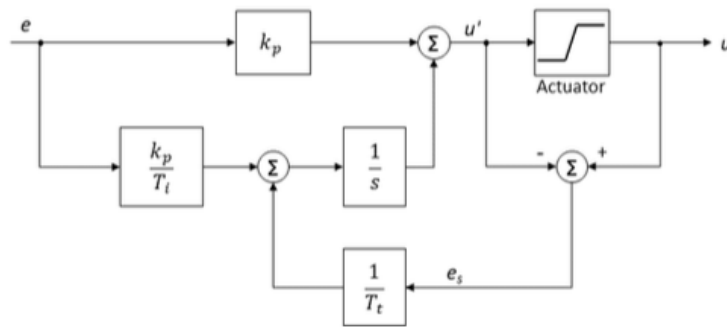 e
k_p
Σ
u'
u
Actuator
k_p
T_i
Σ
1
s
-
Σ
+
1
T_t
e_s